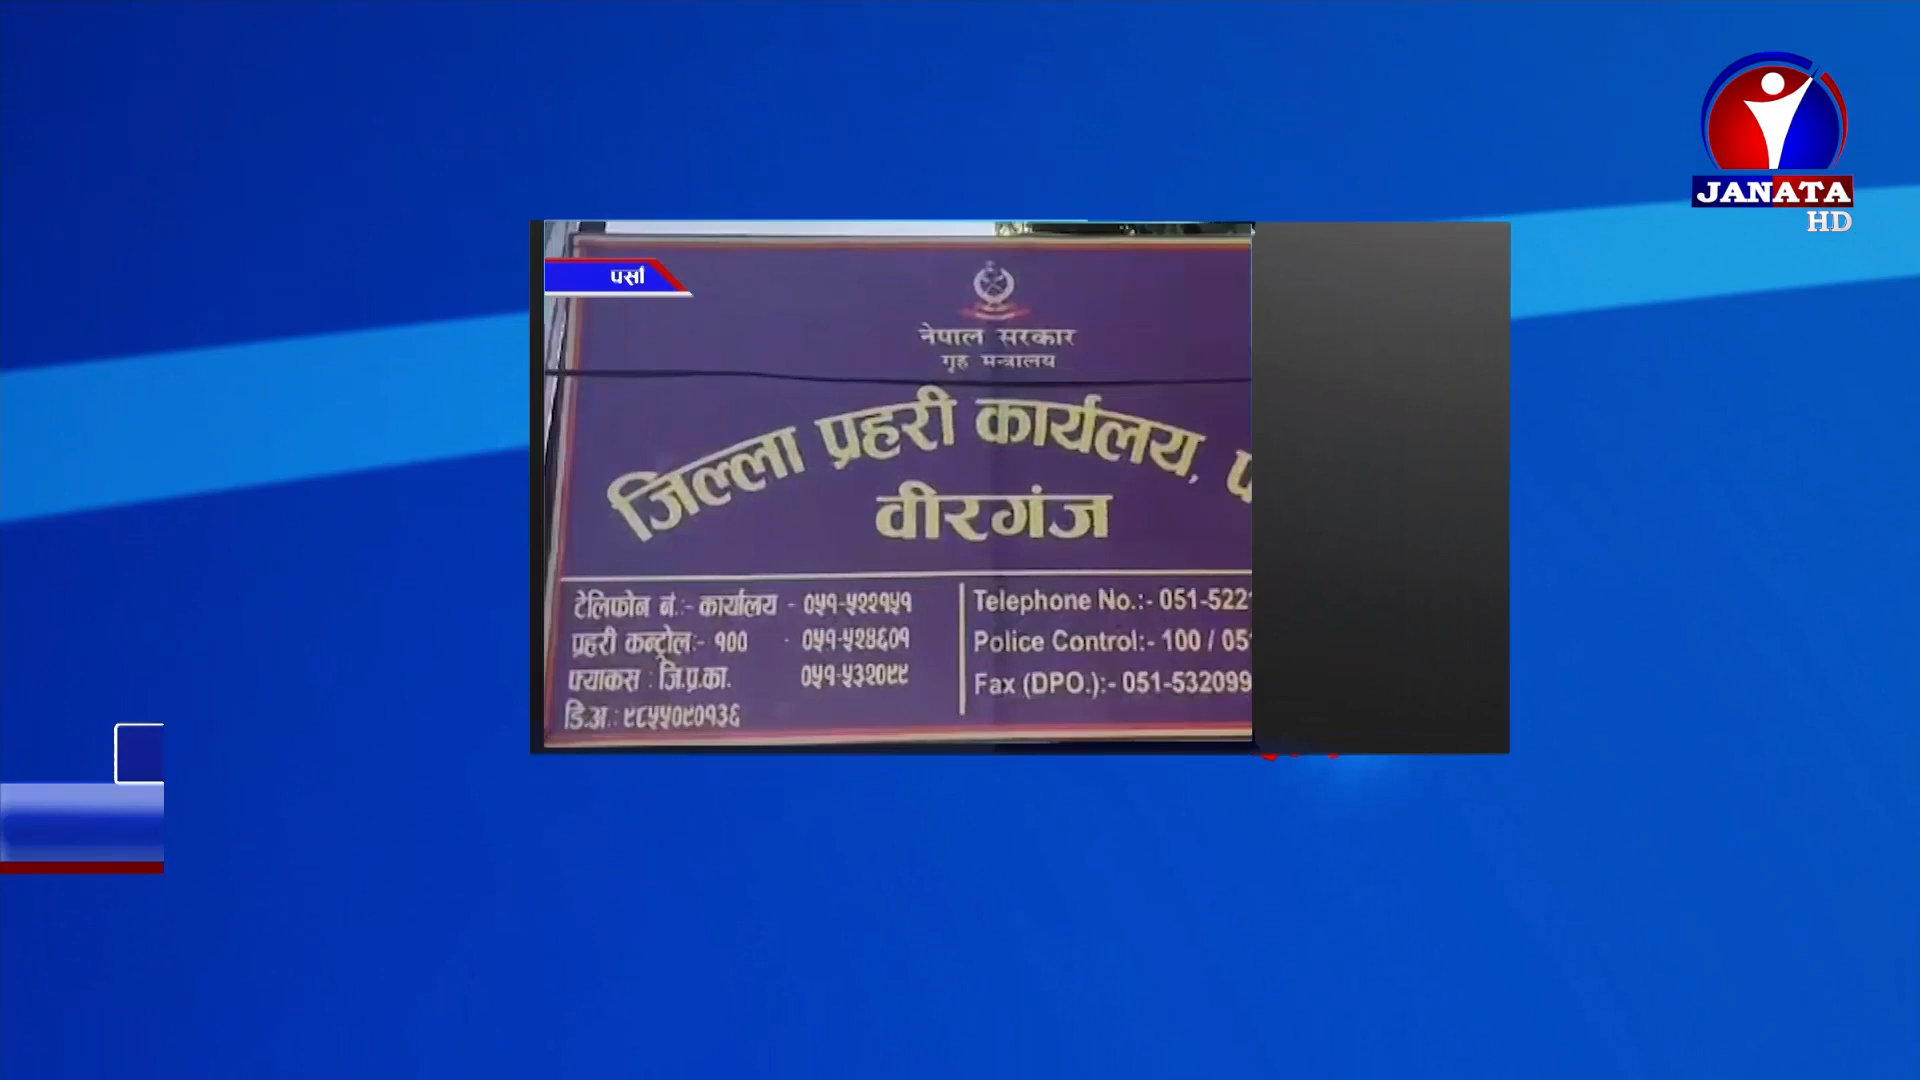 JANATA
HD
पर्सा
नेपाल सरकार
गृह मन्त्रालय
जिल्ला प्रहरी कार्यलय,
वीरगंज
टेलिफोन नं.:- कार्यालय - ०५१-५२२१५१
प्रहरी कन्ट्रोल:- १०० - ०५१-५२४६०१
फ्याकस : जि.प्र.का. ०५१-५३२०९९
डि.अ.: ९८५५०९०१३६
Telephone No.:- 051-522
Police Control:- 100 / 05
Fax (DPO.):- 051-532099